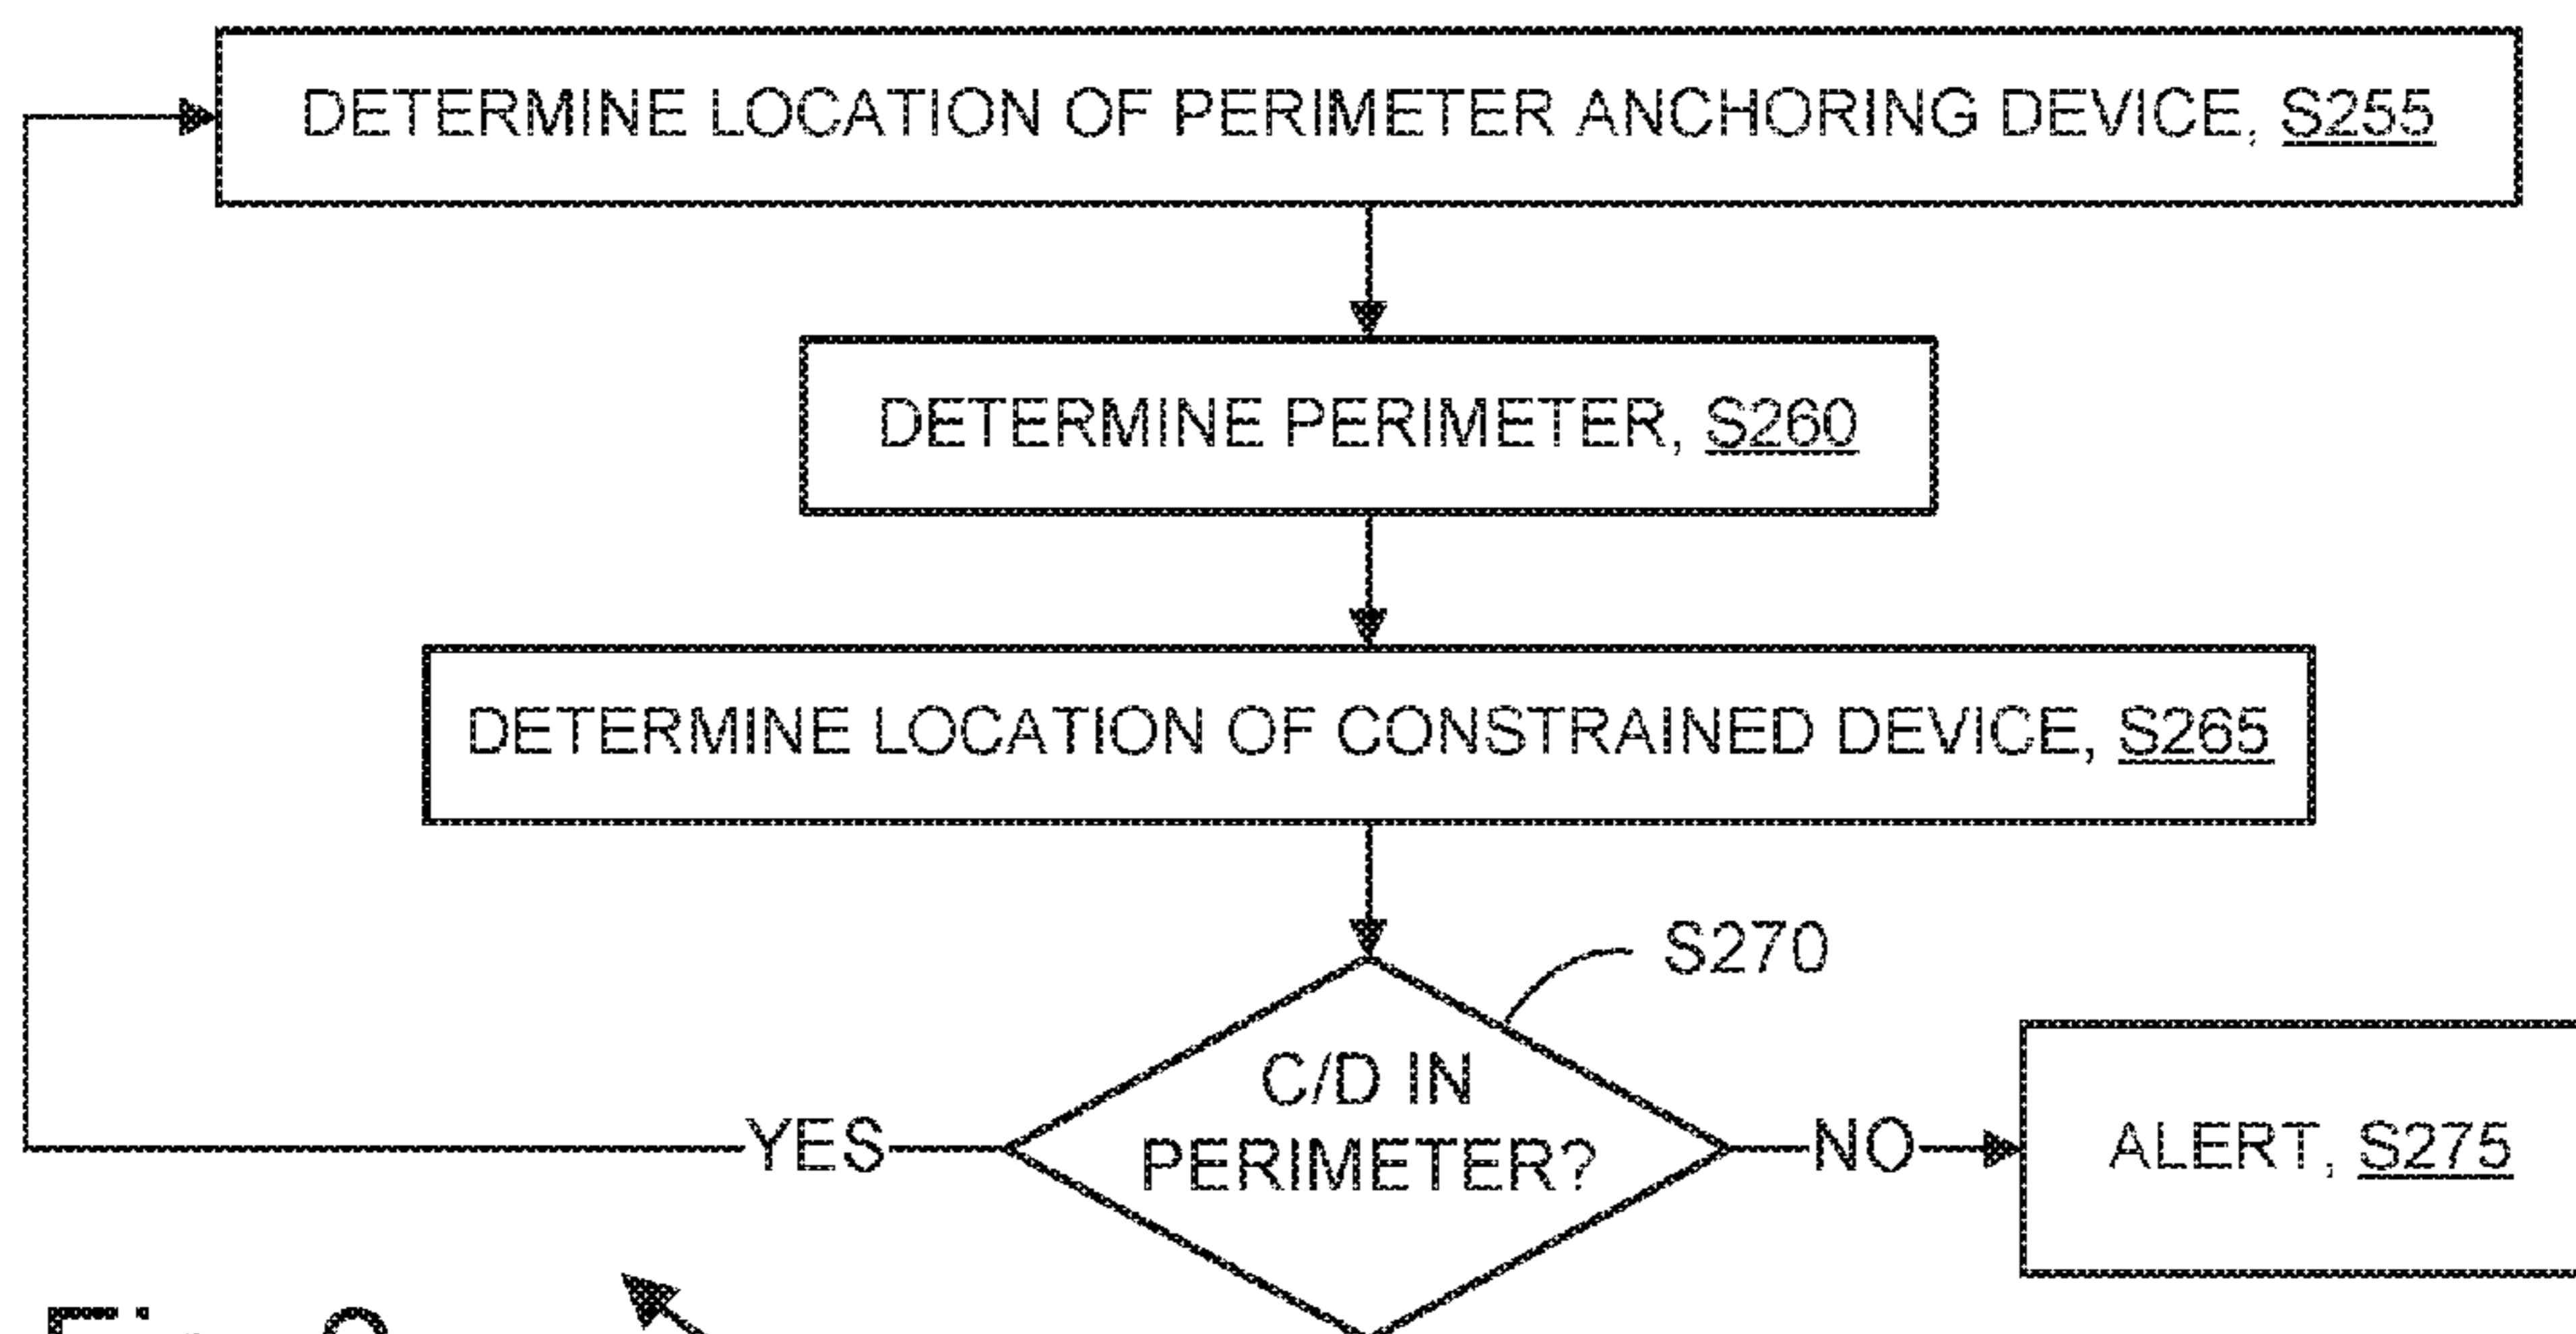 DETERMINE LOCATION OF PERIMETER ANCHORING DEVICE, S255
DETERMINE PERIMETER, S260
DETERMINE LOCATION OF CONSTRAINED DEVICE, S265
S270
C/D IN
PERIMETER?
YES
NO
ALERT, S275